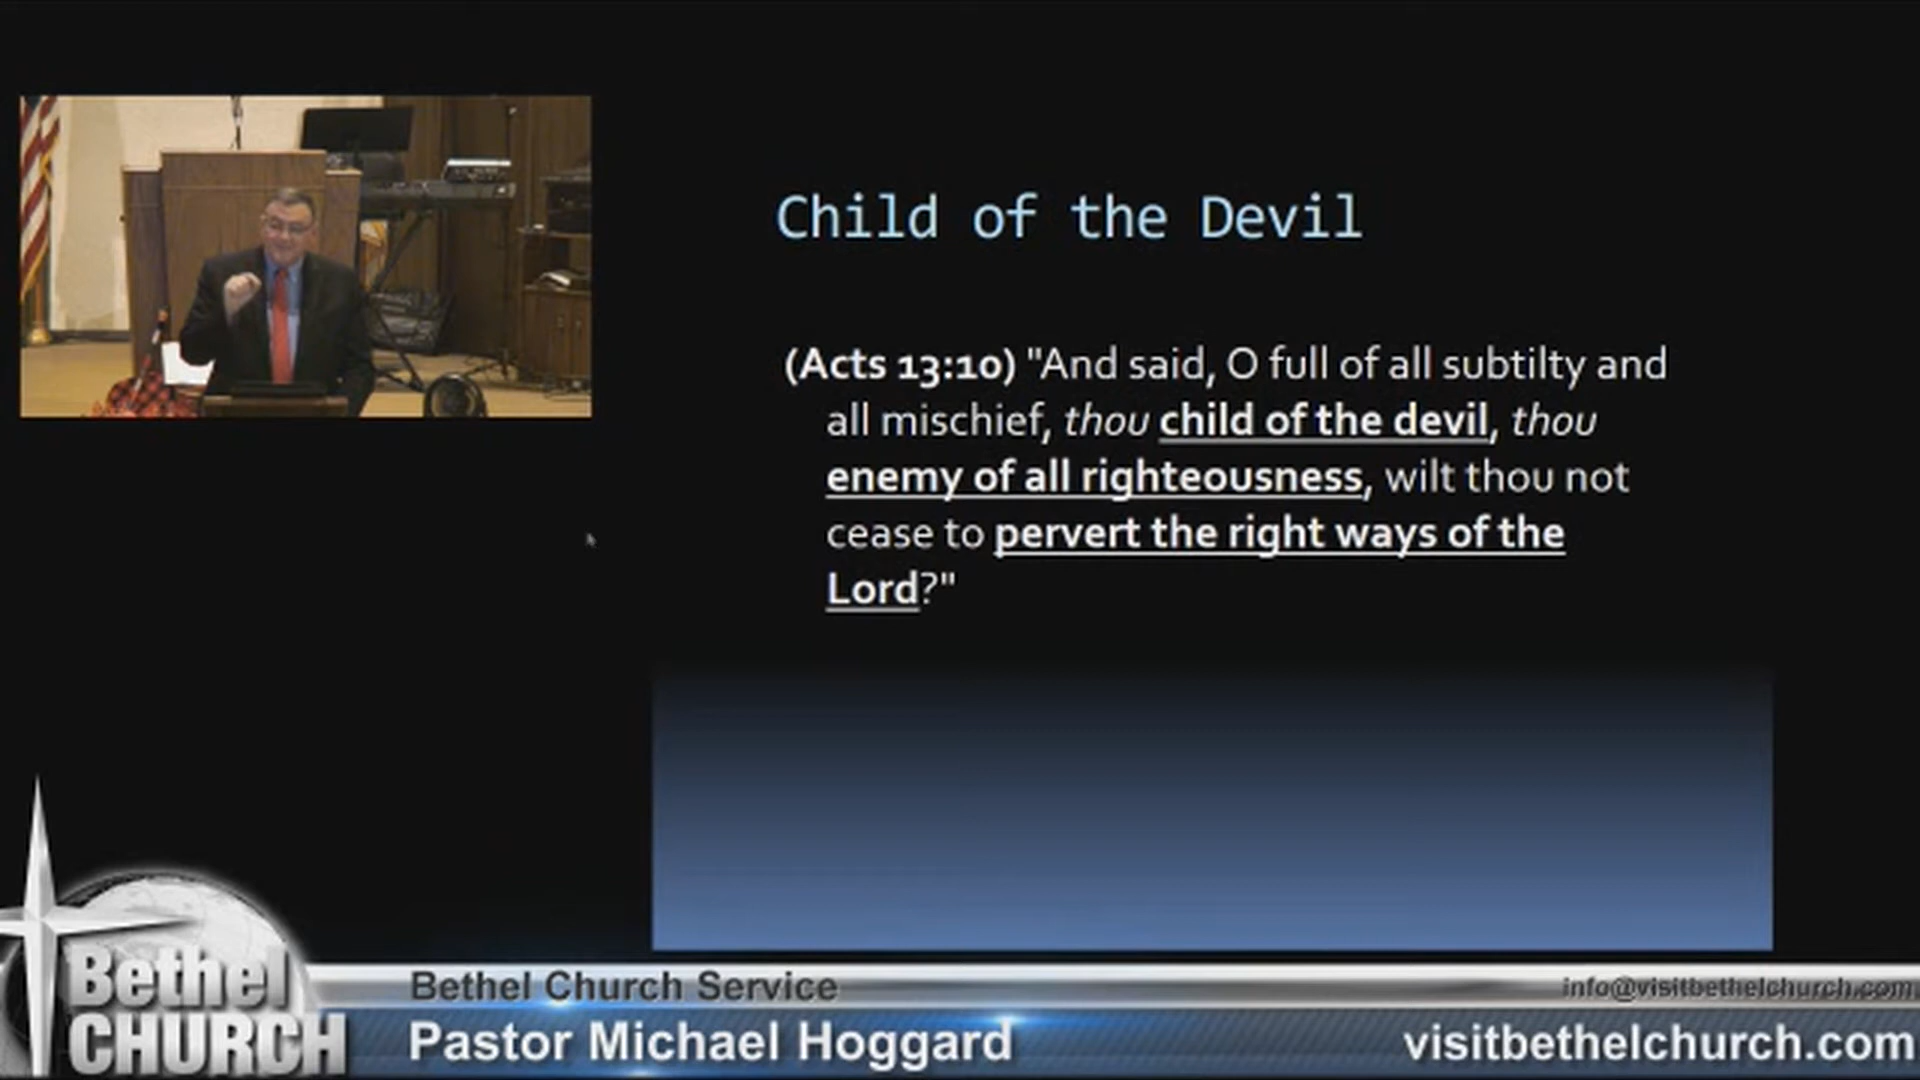 Child of the Devil
(Acts 13:10) "And said, O full of all subtilty and
all mischief, thou child of the devil, thou
enemy of all righteousness, wilt thou not
cease to pervert the right ways of the
Lord?"
Bethel
CHURCH
Bethel Church Service
info@visitbethelchurch.com
Pastor Michael Hoggard
visitbethelchurch.com